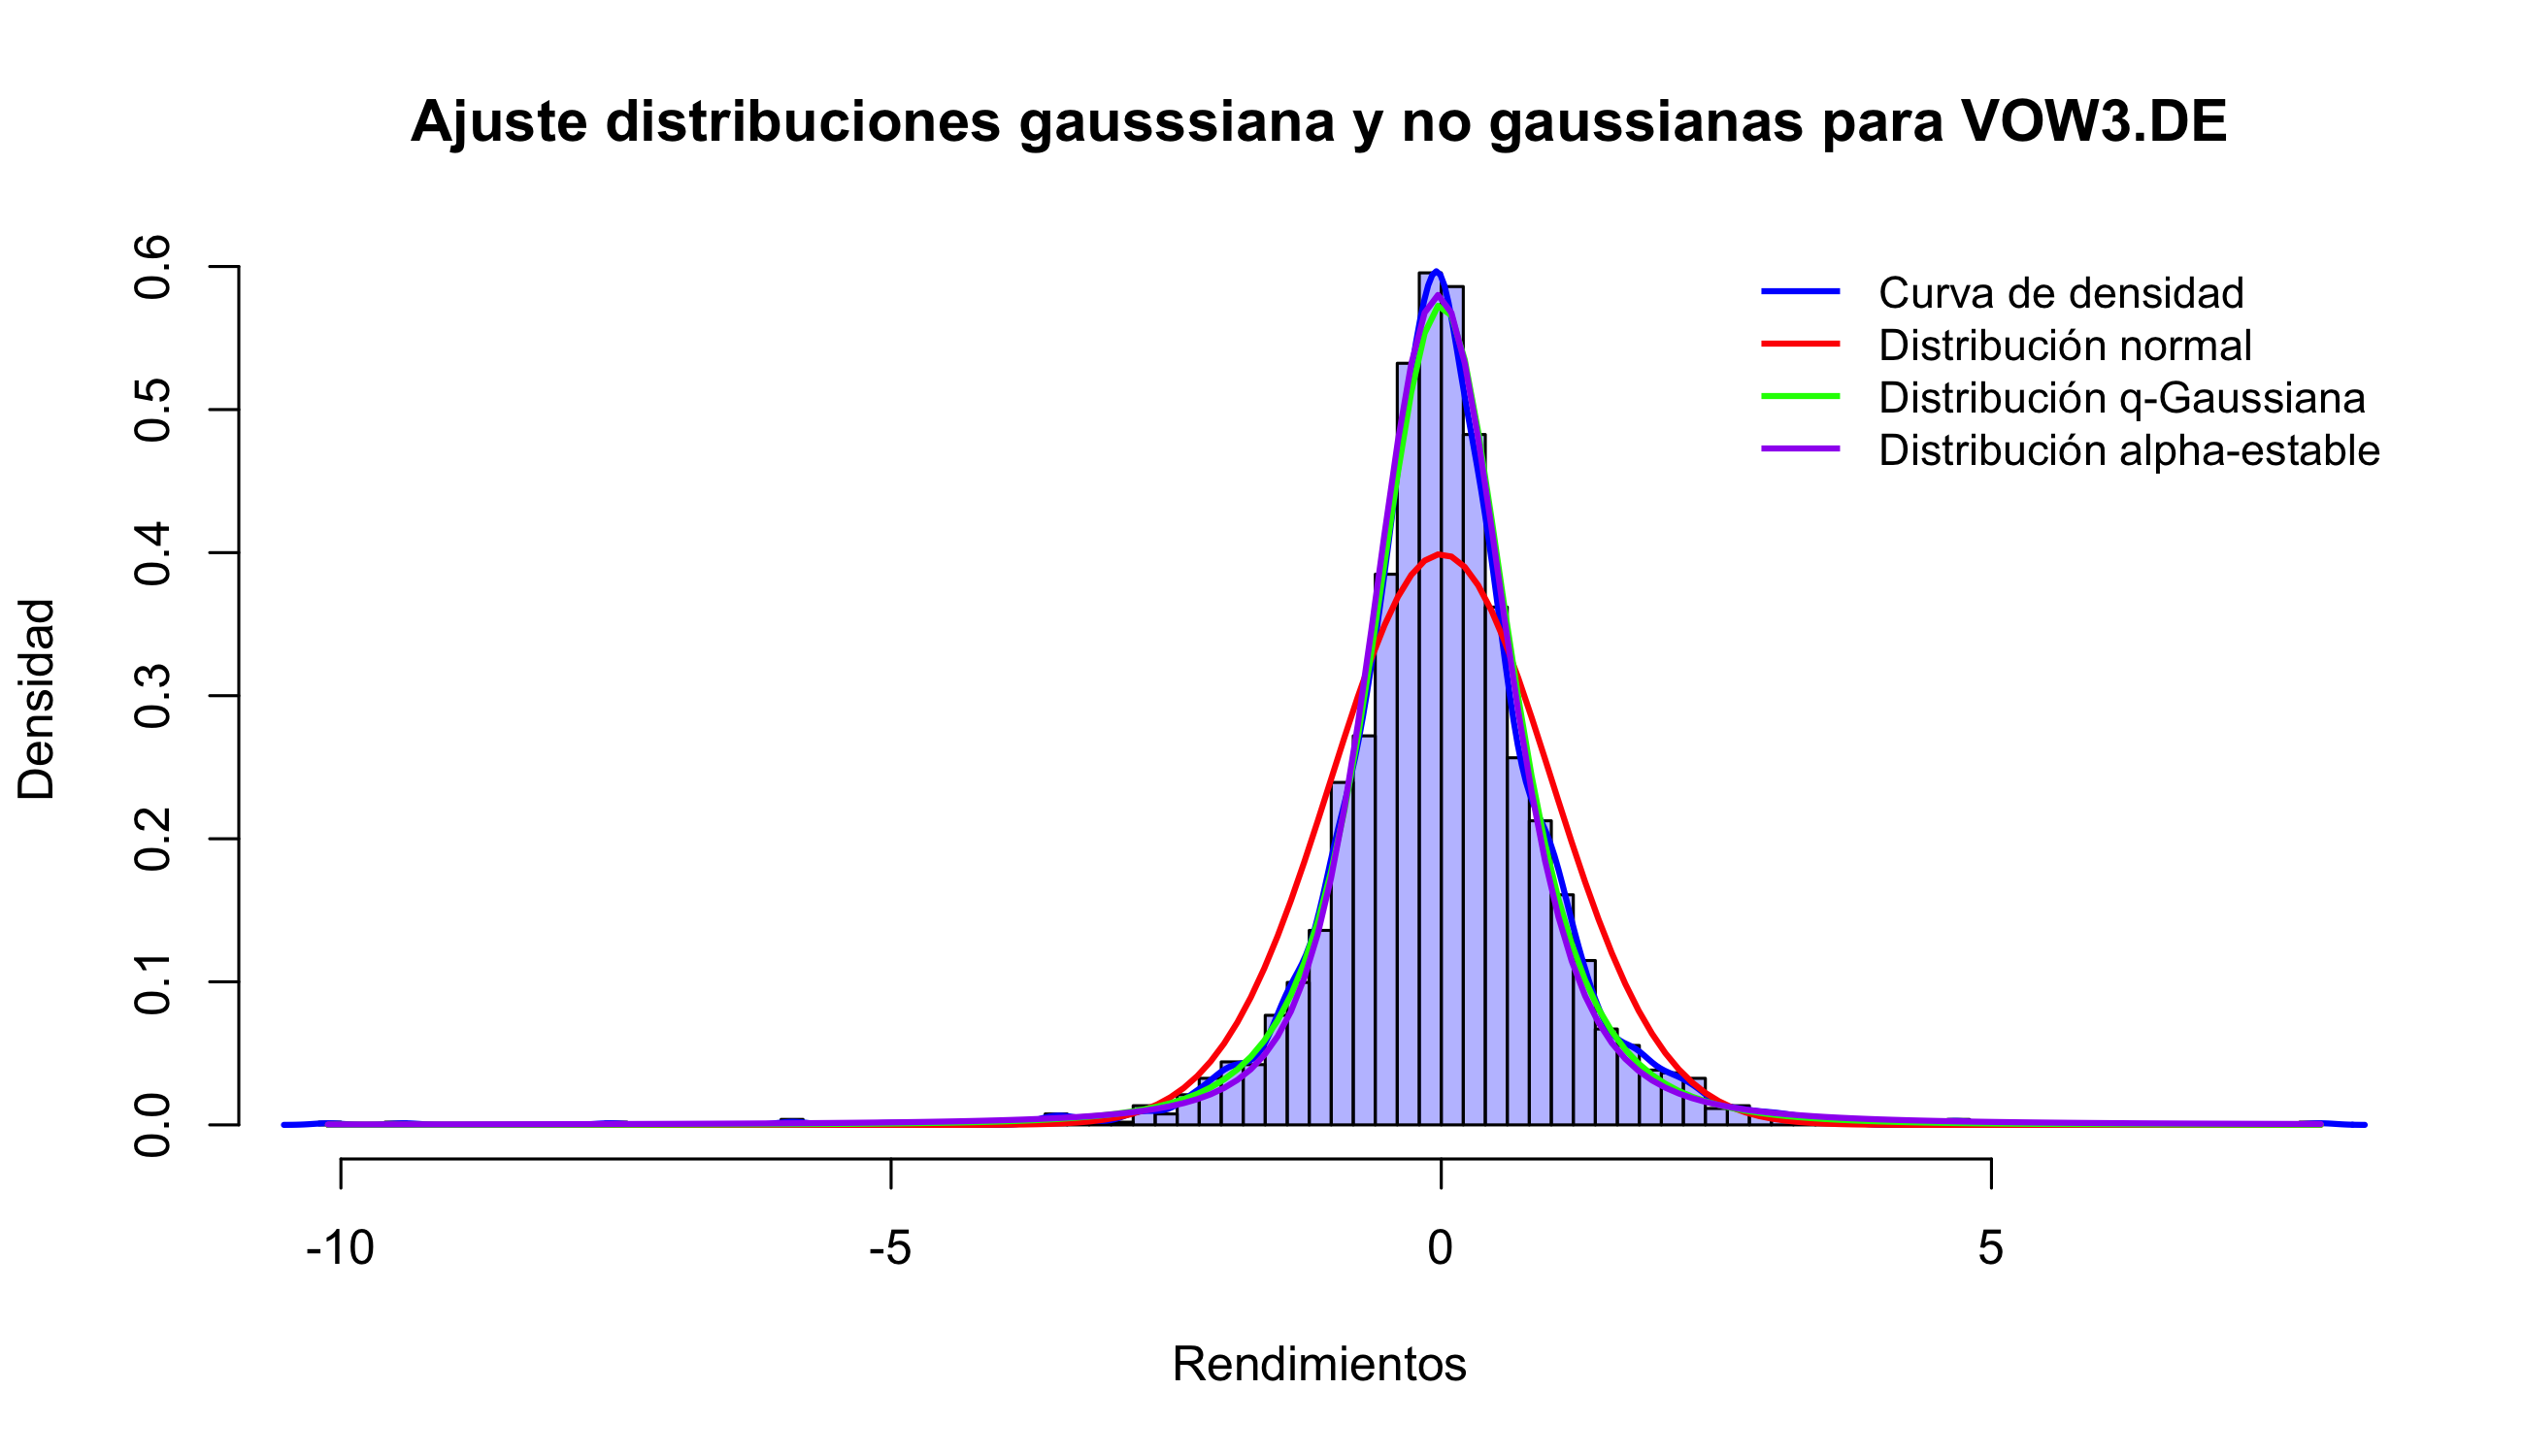 Ajuste distribuciones gausssiana y no gaussianas para VOW3.DE
Curva de densidad
Distribución normal
Distribución q-Gaussiana
Distribución alpha-estable
Densidad
0.6
0.5
0.4
0.3
0.2
0.1
0.0
-10 -5 0 5
Rendimientos